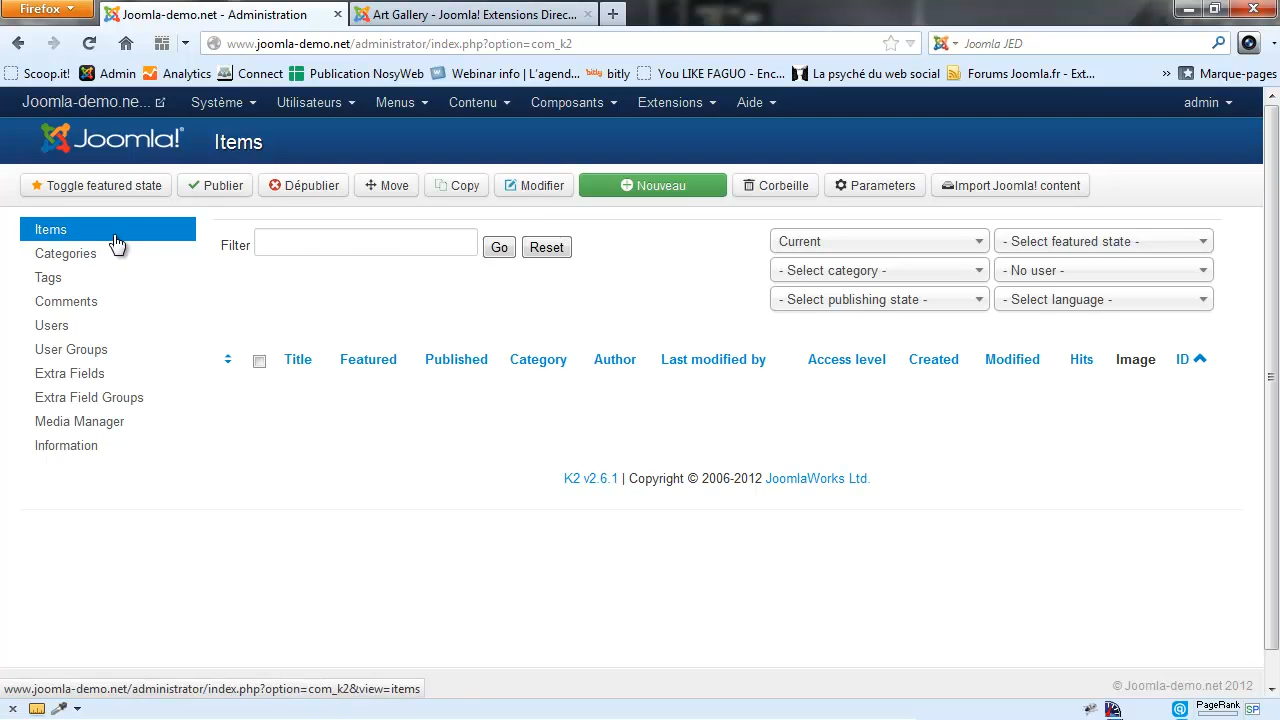 Firefox
Joomla-demo.net - Administration
Art Gallery - Joomla! Extensions Direc...
www.joomla-demo.net/administrator/index.php?option=com_k2
Joomla JED
Scoop.it! Admin Analytics Connect Publication NosyWeb Webinar info | L'agend... bitly You LIKE FAGUO - Enc... La psyché du web social Forums Joomla.fr - Ext... » Marque-pages
Joomla-demo.ne... Système Utilisateurs Menus Contenu Composants Extensions Aide admin
Joomla!® Items
Toggle featured state Publier Dépublier Move Copy Modifier Nouveau Corbeille Parameters Import Joomla! content
Items
Categories
Tags
Comments
Users
User Groups
Extra Fields
Extra Field Groups
Media Manager
Information
Filter Go Reset
Current - Select featured state -
- Select category - - No user -
- Select publishing state - - Select language -
Title Featured Published Category Author Last modified by Access level Created Modified Hits Image ID
K2 v2.6.1 | Copyright © 2006-2012 JoomlaWorks Ltd.
www.joomla-demo.net/administrator/index.php?option=com_k2&view=items
© Joomla-demo.net 2012
PageRank
SP